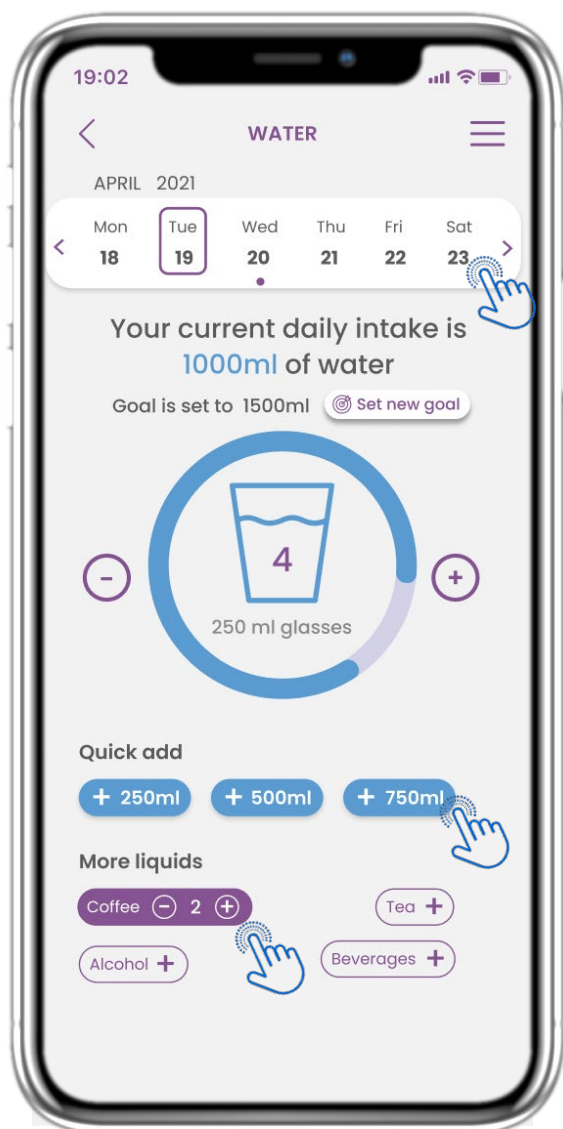 19:02
WATER
APRIL 2021
Mon Tue Wed Thu Fri Sat
< 18 19 20 21 22 23 >
Your current daily intake is
1000ml of water
Goal is set to 1500ml Set new goal
- 4 +
250 ml glasses
Quick add
+ 250ml + 500ml + 750ml
More liquids
Coffee - 2 + Tea +
Alcohol + Beverages +